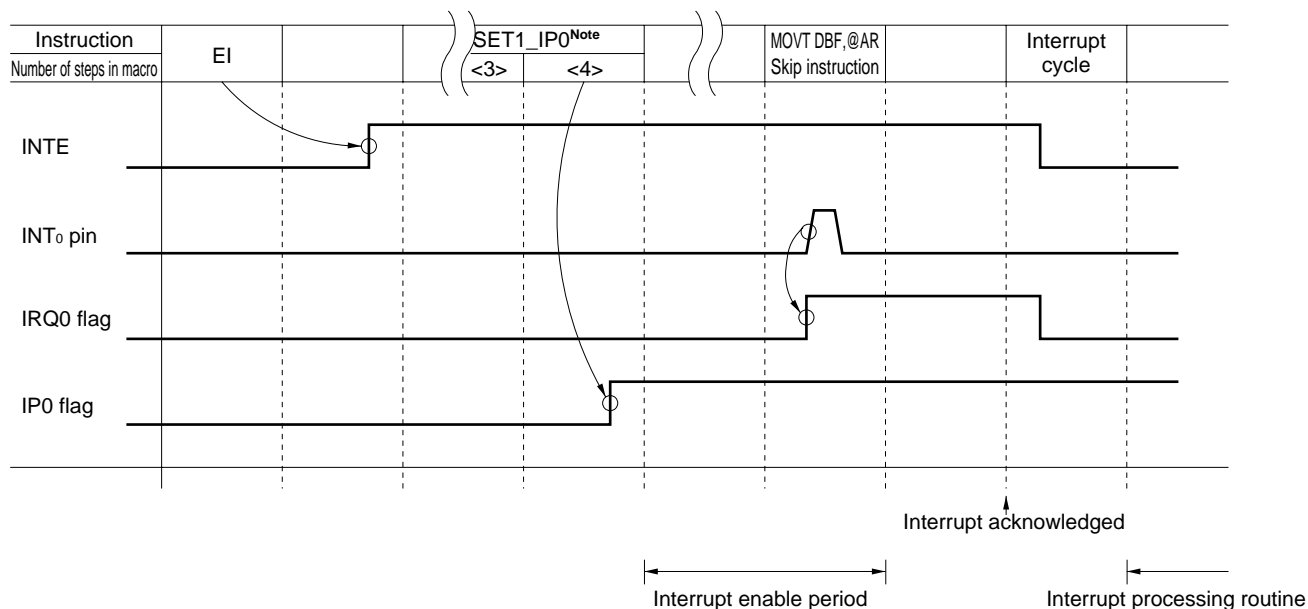 Instruction
Number of steps in macro
EI
SET1_IP0Note
<3>
<4>
MOVT DBF,@AR
Skip instruction
Interrupt
cycle
INTE
INT0 pin
IRQ0 flag
IP0 flag
Interrupt acknowledged
Interrupt enable period
Interrupt processing routine